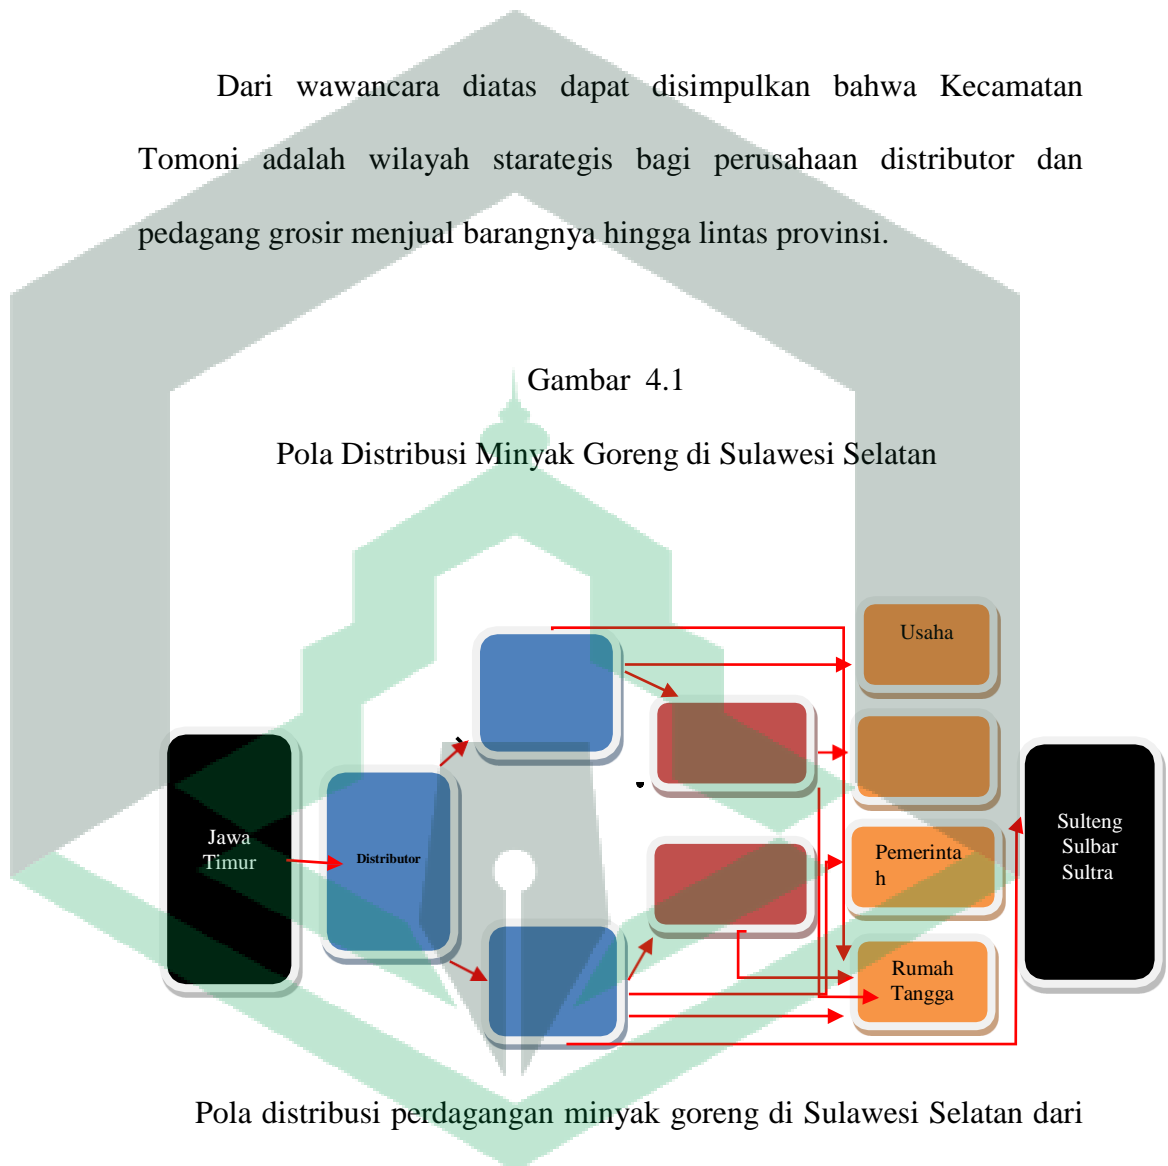 Dari wawancara diatas dapat disimpulkan bahwa Kecamatan
Tomoni adalah wilayah starategis bagi perusahaan distributor dan
pedagang grosir menjual barangnya hingga lintas provinsi.
Gambar 4.1
Pola Distribusi Minyak Goreng di Sulawesi Selatan
Usaha
Jawa
Timur
Distributor
Pemerinta
h
Rumah
Tangga
Sulteng
Sulbar
Sultra
Pola distribusi perdagangan minyak goreng di Sulawesi Selatan dari